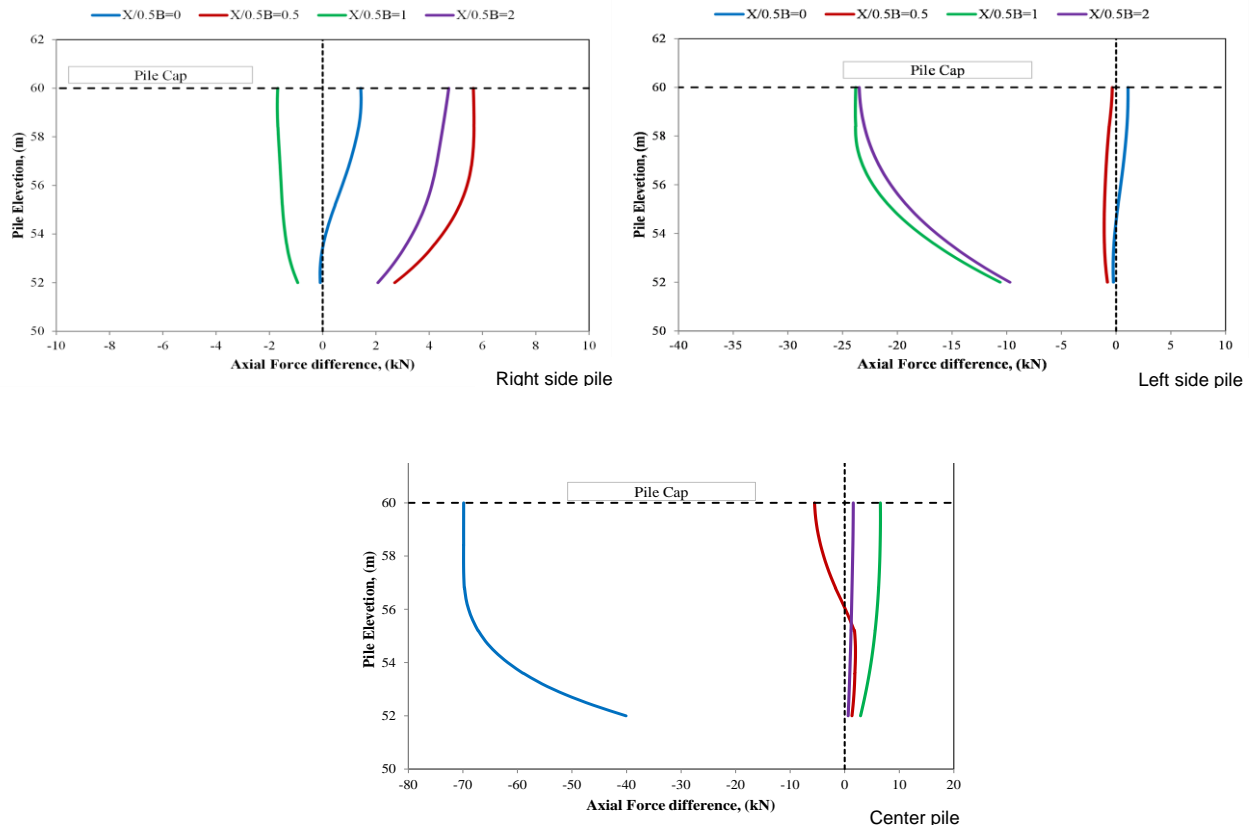 X/0.5B=0 X/0.5B=0.5 X/0.5B=1 X/0.5B=2
62
60
58
56
54
52
50
Pile Elevetion, (m)
Pile Cap
-10 -8 -6 -4 -2 0 2 4 6 8 10
Axial Force difference, (kN)
Right side pile
X/0.5B=0 X/0.5B=0.5 X/0.5B=1 X/0.5B=2
62
60
58
56
54
52
50
Pile Elevetion, (m)
Pile Cap
-40 -35 -30 -25 -20 -15 -10 -5 0 5 10
Axial Force difference, (kN)
Left side pile
60
58
56
54
52
50
Pile Elevetion, (m)
Pile Cap
-80 -70 -60 -50 -40 -30 -20 -10 0 10 20
Axial Force difference, (kN)
Center pile